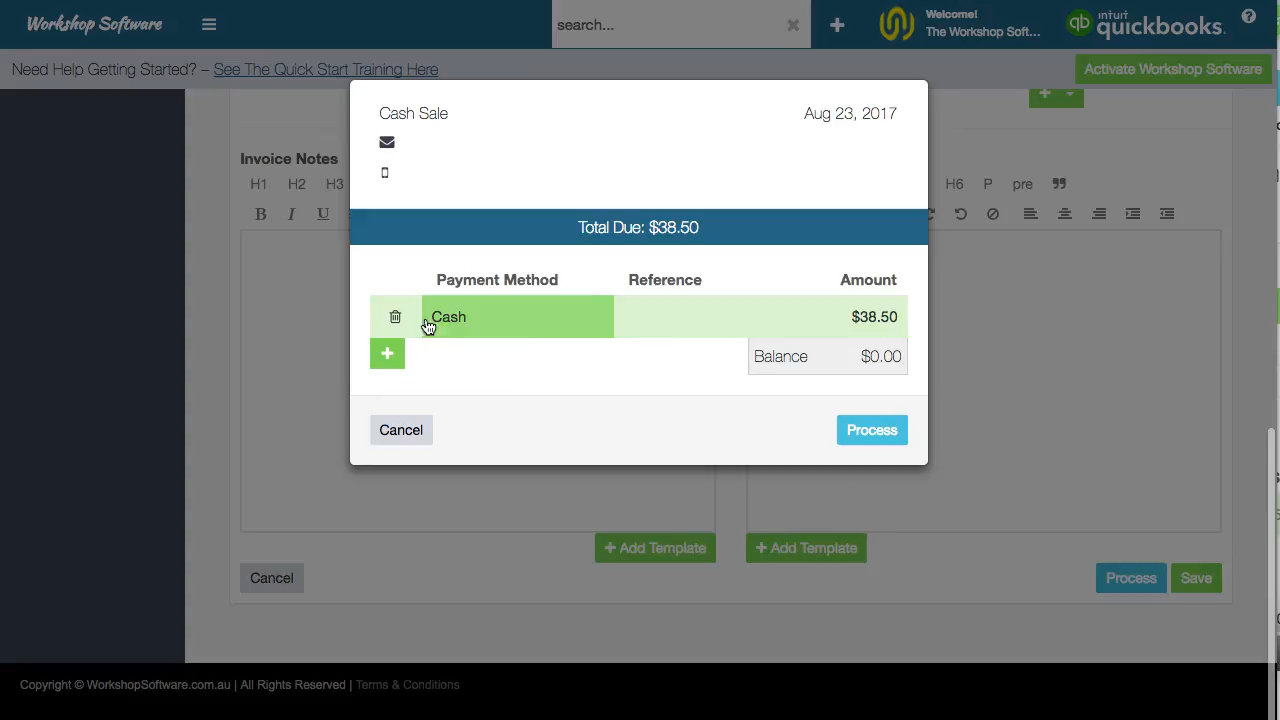 Workshop Software
search...
Welcome!
The Workshop Soft...
intuit
qb quickbooks.
Need Help Getting Started? – See The Quick Start Training Here
Activate Workshop Software
Cash Sale
Aug 23, 2017
Invoice Notes
H1 H2 H3
H6 P pre
B I U
Total Due: $38.50
Payment Method Reference Amount
Cash $38.50
Balance $0.00
Cancel Process
+ Add Template
+ Add Template
Cancel
Process Save
Copyright © WorkshopSoftware.com.au | All Rights Reserved | Terms & Conditions